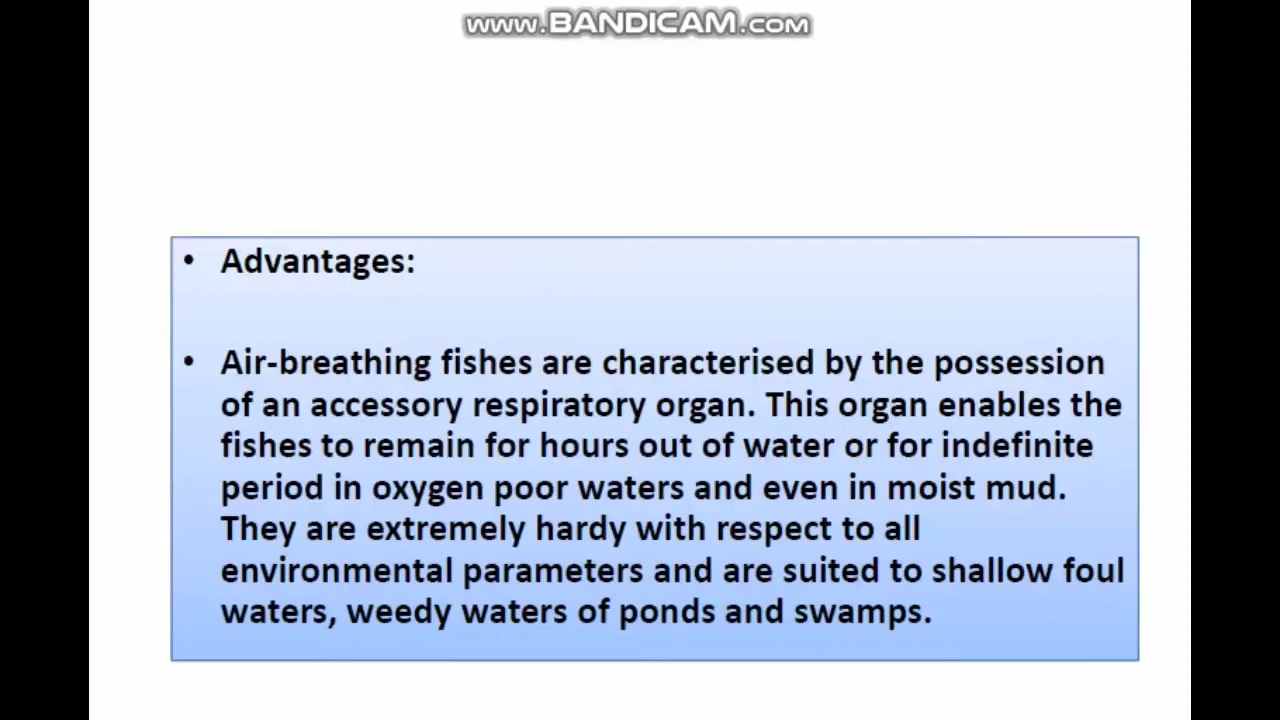 www.BANDICAM.com
• Advantages:
• Air-breathing fishes are characterised by the possession
of an accessory respiratory organ. This organ enables the
fishes to remain for hours out of water or for indefinite
period in oxygen poor waters and even in moist mud.
They are extremely hardy with respect to all
environmental parameters and are suited to shallow foul
waters, weedy waters of ponds and swamps.